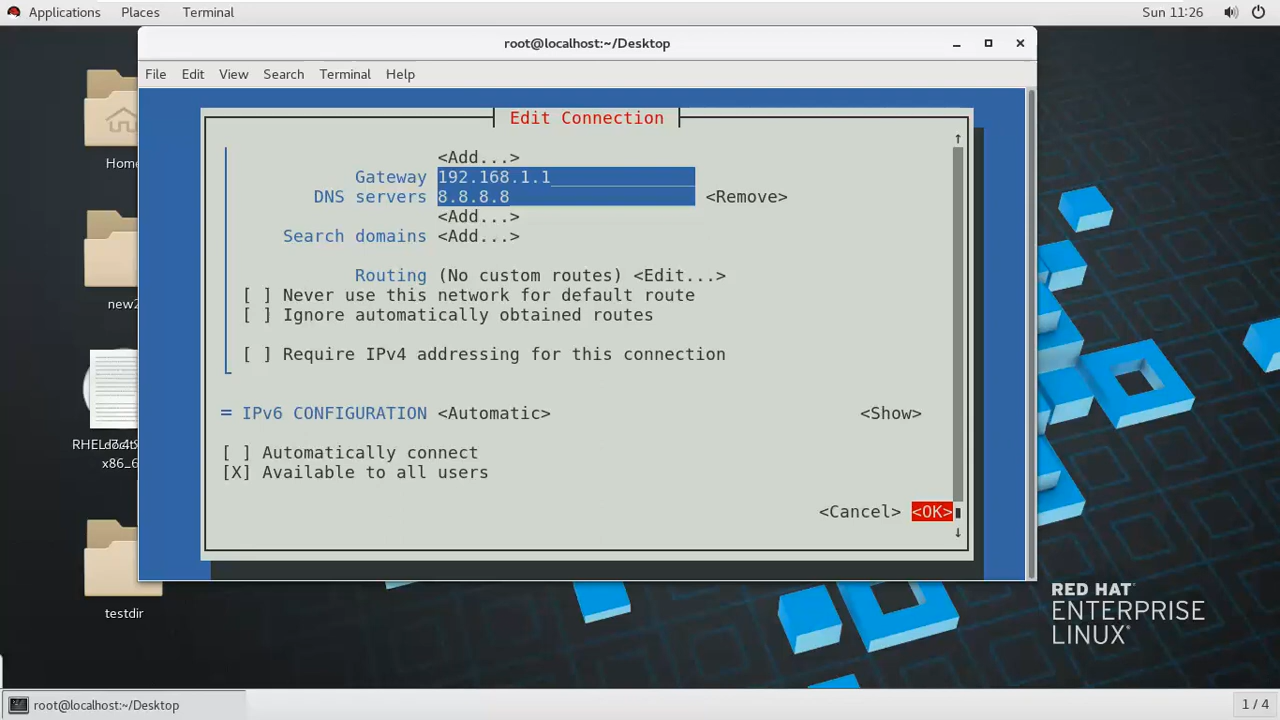 Applications Places Terminal Sun 11:26
root@localhost:~/Desktop
File Edit View Search Terminal Help
Edit Connection
<Add...>
Gateway 192.168.1.1
DNS servers 8.8.8.8 <Remove>
<Add...>
Search domains <Add...>
Routing (No custom routes) <Edit...>
[ ] Never use this network for default route
[ ] Ignore automatically obtained routes
[ ] Require IPv4 addressing for this connection
= IPv6 CONFIGURATION <Automatic> <Show>
[ ] Automatically connect
[X] Available to all users
<Cancel> <OK>
Home
new2
x86_6
testdir
RED HAT
ENTERPRISE
LINUX
root@localhost:~/Desktop 1 / 4